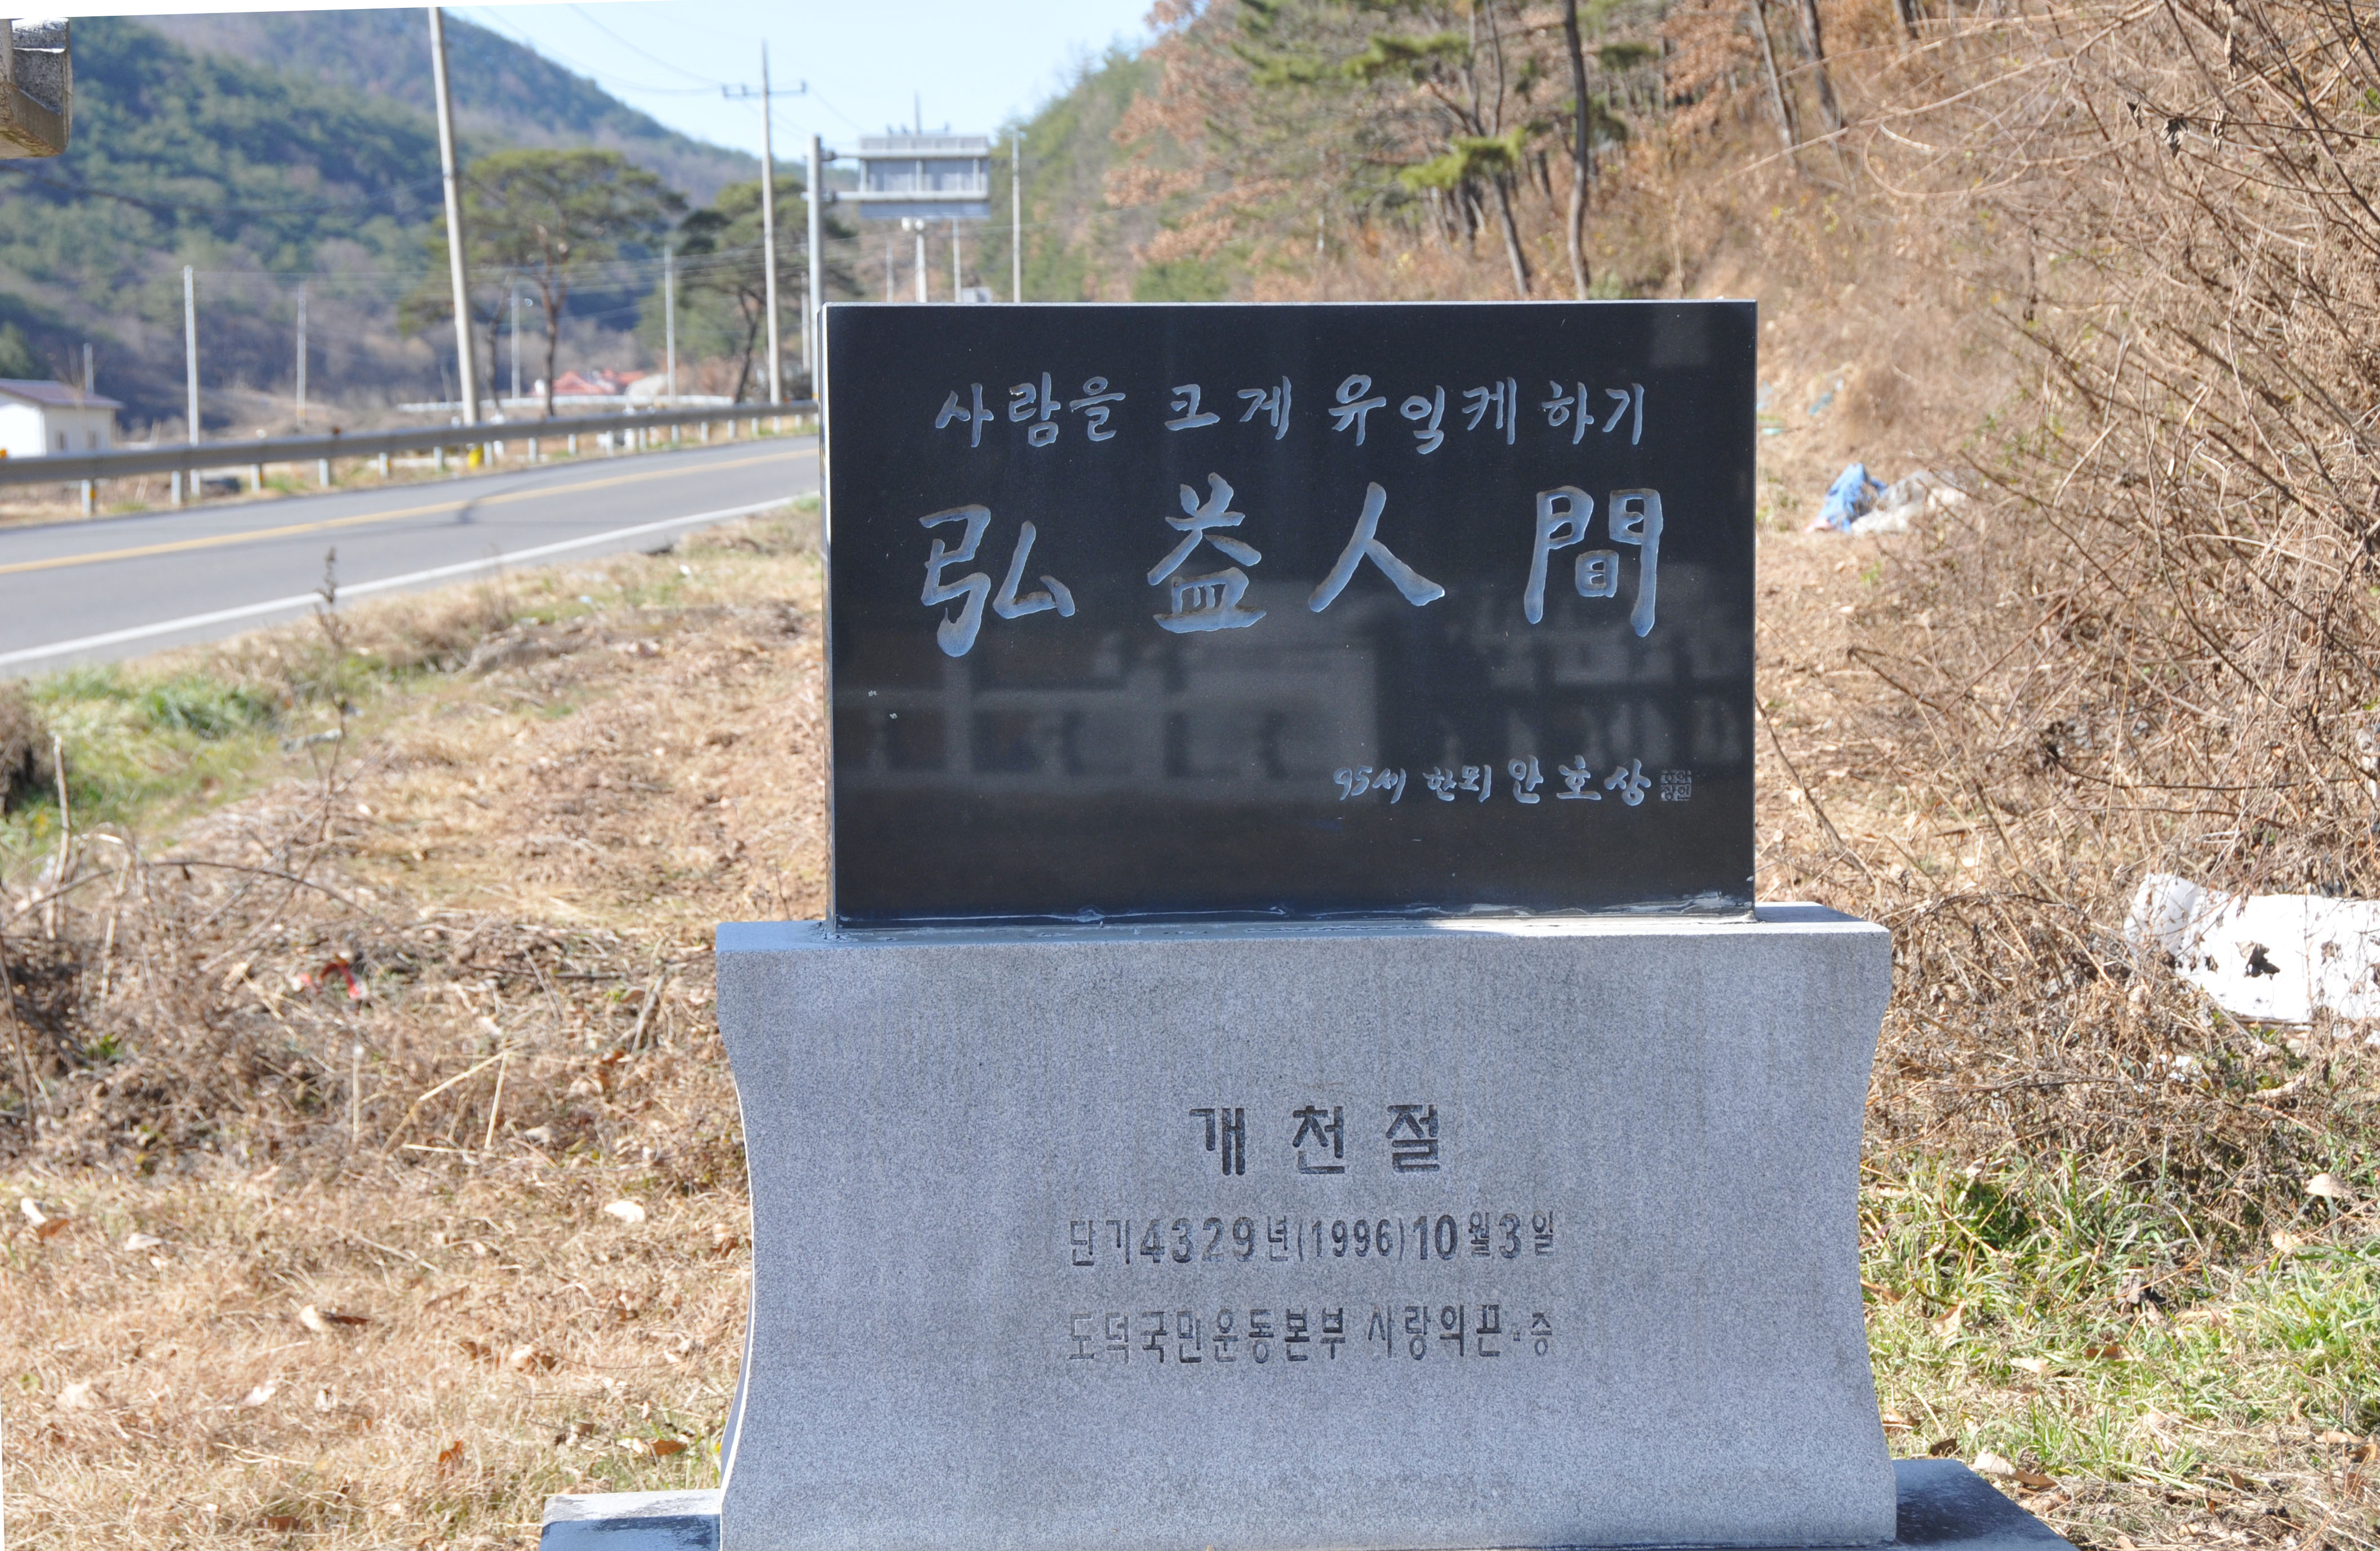 사람을 크게 유익케 하기
弘益人間
95세 한뫼 안호상
개천절
단기4329년(1996)10월3일
도덕국민운동본부 사랑의끈 증